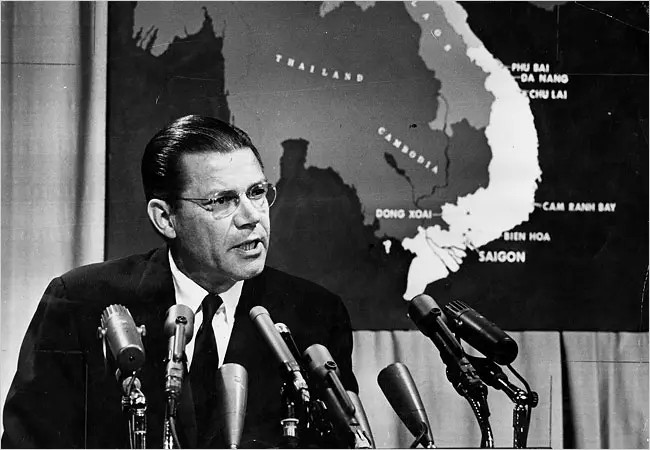 THAILAND
PHU BAI
DA NANG
CHU LAI
CAMBODIA
DONG XOAI
CAM RANH BAY
BIEN HOA
SAIGON